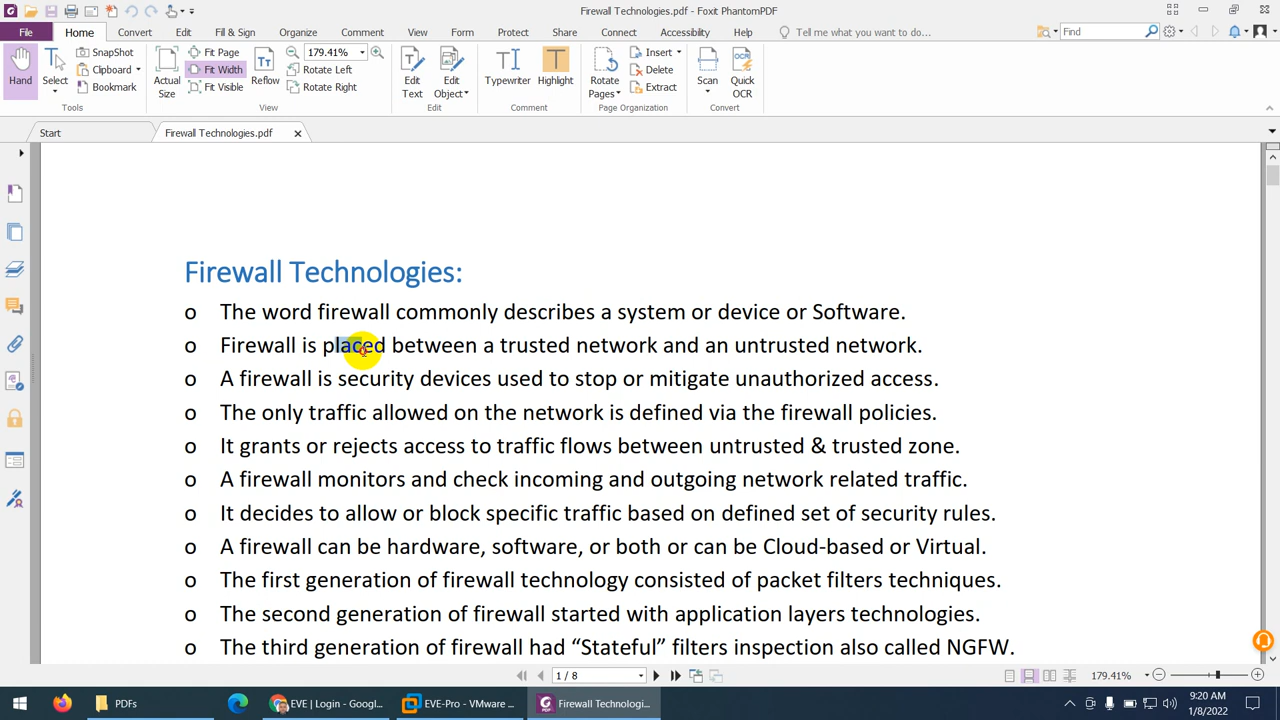 Firewall Technologies.pdf - Foxit PhantomPDF
File Home Convert Edit Fill & Sign Organize Comment View Form Protect Share Connect Accessibility Help Tell me what you want to do... Find
Hand
Select
SnapShot
Clipboard
Bookmark
Tools
Actual Size
Fit Page
Fit Width
Fit Visible
Reflow
179.41%
Rotate Left
Rotate Right
View
Edit Text
Edit Object
Edit
Typewriter
Highlight
Comment
Rotate Pages
Insert
Delete
Extract
Page Organization
Scan
Quick OCR
Convert
Start Firewall Technologies.pdf
Firewall Technologies:
o The word firewall commonly describes a system or device or Software.
o Firewall is placed between a trusted network and an untrusted network.
o A firewall is security devices used to stop or mitigate unauthorized access.
o The only traffic allowed on the network is defined via the firewall policies.
o It grants or rejects access to traffic flows between untrusted & trusted zone.
o A firewall monitors and check incoming and outgoing network related traffic.
o It decides to allow or block specific traffic based on defined set of security rules.
o A firewall can be hardware, software, or both or can be Cloud-based or Virtual.
o The first generation of firewall technology consisted of packet filters techniques.
o The second generation of firewall started with application layers technologies.
o The third generation of firewall had “Stateful” filters inspection also called NGFW.
1 / 8 179.41%
PDFs EVE | Login - Googl... EVE-Pro - VMware ... Firewall Technologi... 9:20 AM
1/8/2022